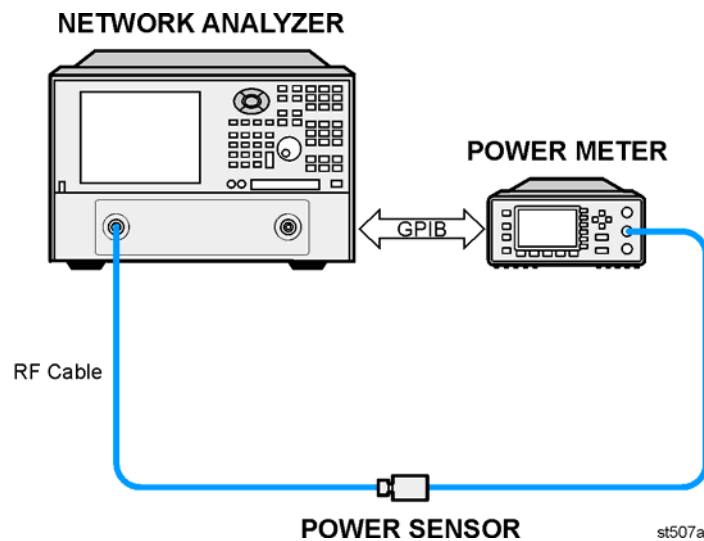 NETWORK ANALYZER
POWER METER
GPIB
RF Cable
POWER SENSOR
st507a